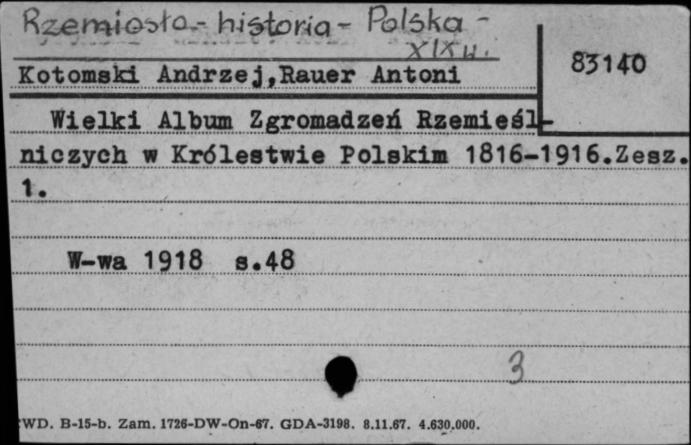 Rzemiosło - historia - Polska -
XIXw.
83140
Kotomski Andrzej,Rauer Antoni
Wielki Album Zgromadzeń Rzemieśl-
niczych w Królestwie Polskim 1816-1916.Zesz.
1.
W-wa 1918 s.48
3
WD. B-15-b. Zam. 1726-DW-On-67. GDA-3198. 8.11.67. 4.630.000.